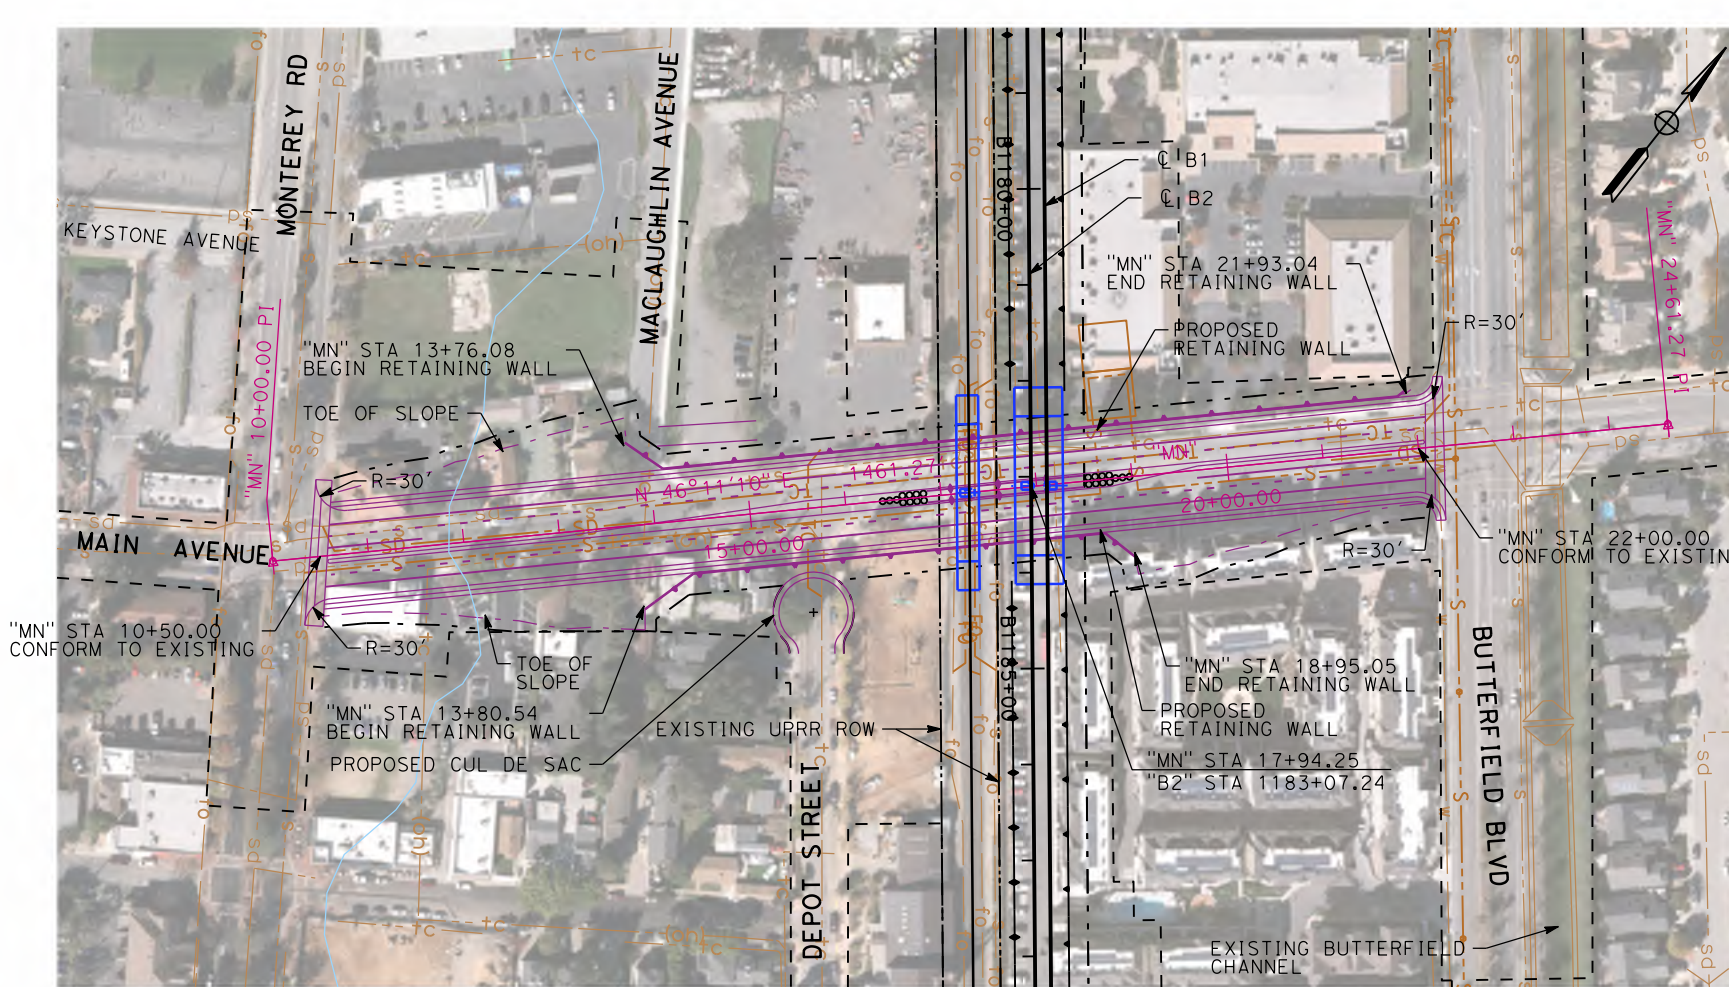 MONTEREY RD
MACLAUGHLIN AVENUE
KEYSTONE AVENUE
℄ B1
℄ B2
B1180+00
"MN" STA 21+93.04
END RETAINING WALL
"MN" 24+61.27 PI
PROPOSED
RETAINING WALL
R=30'
"MN" 10+00.00 PI
"MN" STA 13+76.08
BEGIN RETAINING WALL
TOE OF SLOPE
R=30'
N 46°11'10" E
1461.27'
"MN"
20+00.00
15+00.00
MAIN AVENUE
R=30'
"MN" STA 22+00.00
CONFORM TO EXISTIN
"MN" STA 10+50.00
CONFORM TO EXISTING
R=30'
TOE OF
SLOPE
B1185+00
"MN" STA 18+95.05
END RETAINING WALL
"MN" STA 13+80.54
BEGIN RETAINING WALL
EXISTING UPRR ROW
PROPOSED
RETAINING WALL
PROPOSED CUL DE SAC
"MN" STA 17+94.25
"B2" STA 1183+07.24
DEPOT STREET
BUTTERFIELD BLVD
EXISTING BUTTERFIELD
CHANNEL